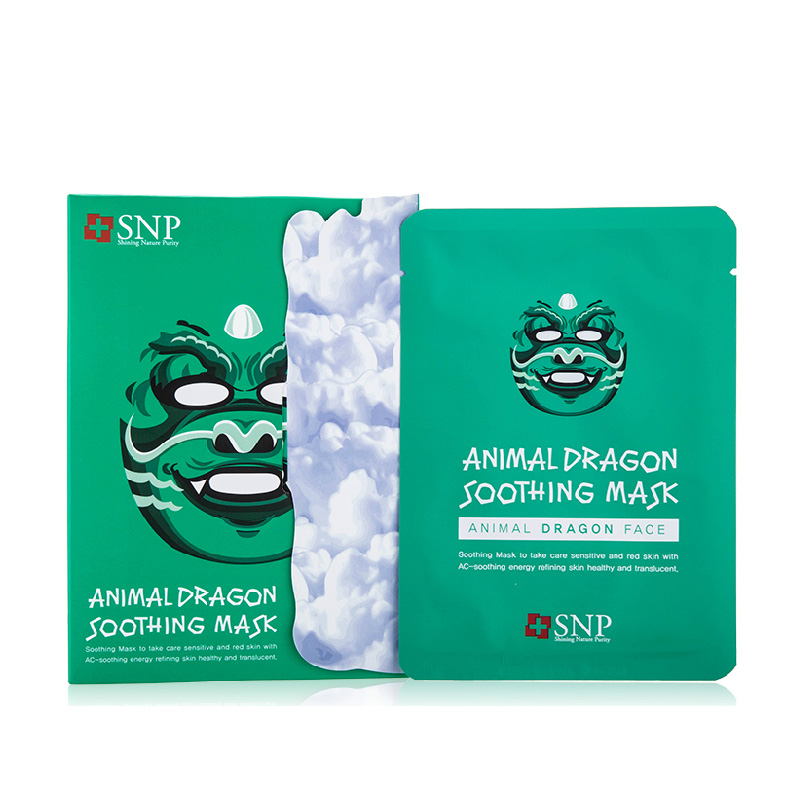 SNP
Shining Nature Purity
ANIMAL DRAGON
SOOTHING MASK
Soothing Mask to take care sensitive and red skin with
AC-soothing energy refining skin healthy and translucent.
ANIMAL DRAGON
SOOTHING MASK
ANIMAL DRAGON FACE
Soothing Mask to take care sensitive and red skin with
AC-soothing energy refining skin healthy and translucent.
SNP
Shining Nature Purity